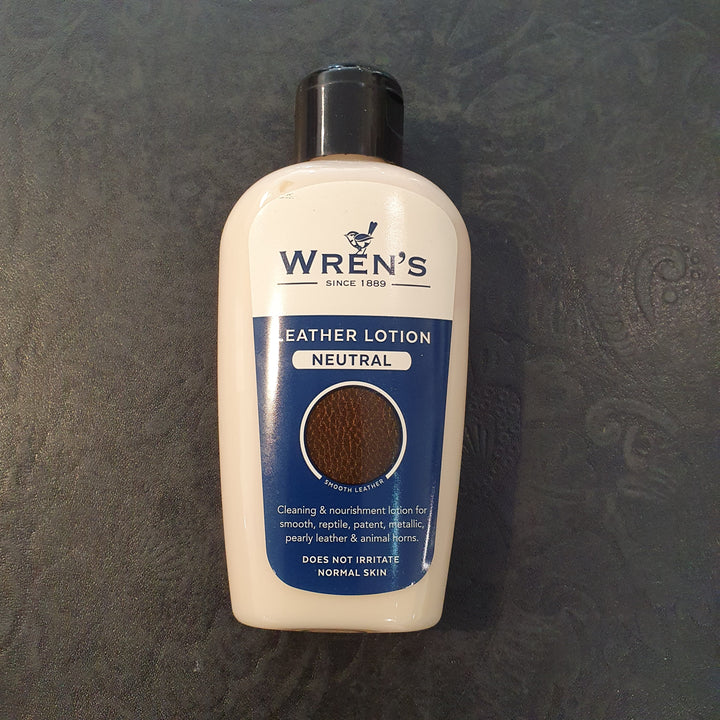 WREN'S
SINCE 1889
LEATHER LOTION
NEUTRAL
SMOOTH LEATHER
Cleaning & nourishment lotion for
smooth, reptile, patent, metallic,
pearly leather & animal horns.
DOES NOT IRRITATE
NORMAL SKIN